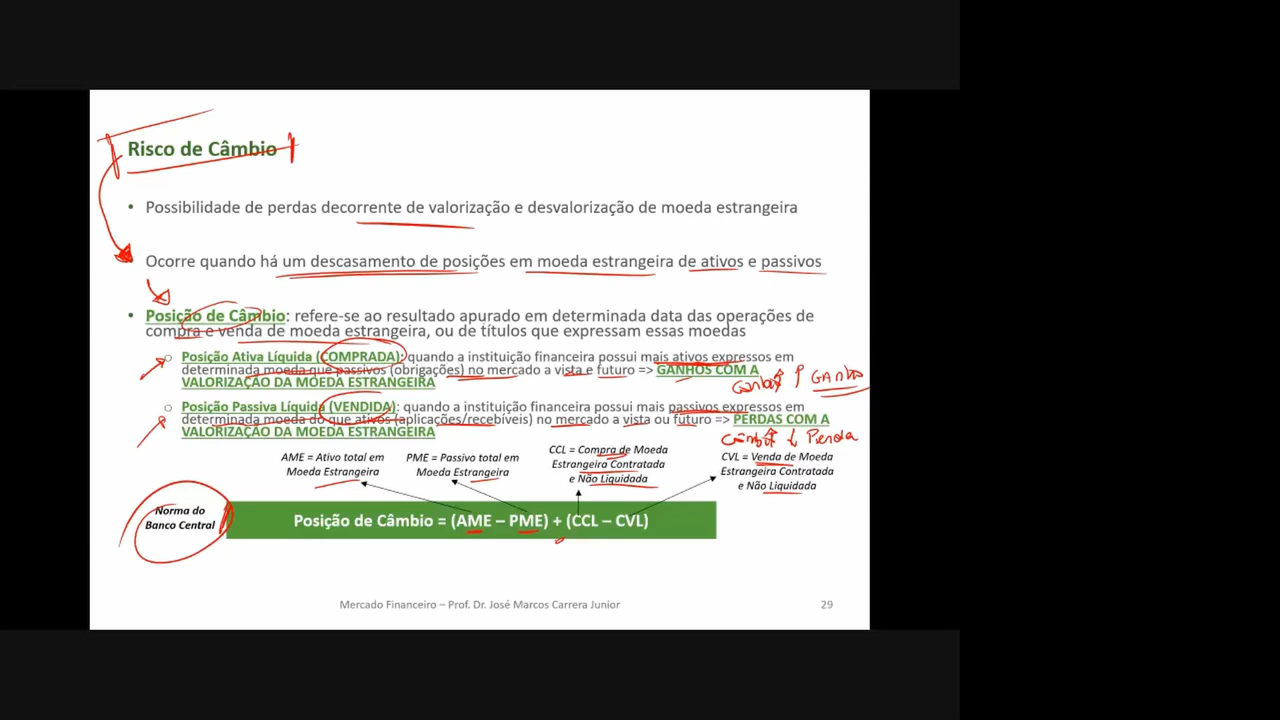 Risco de Câmbio
• Possibilidade de perdas decorrente de valorização e desvalorização de moeda estrangeira
Ocorre quando há um descasamento de posições em moeda estrangeira de ativos e passivos
• Posição de Câmbio: refere-se ao resultado apurado em determinada data das operações de
compra e venda de moeda estrangeira, ou de títulos que expressam essas moedas
o Posição Ativa Líquida (COMPRADA): quando a instituição financeira possui mais ativos expressos em
determinada moeda que passivos (obrigações) no mercado a vista e futuro => GANHOS COM A
VALORIZAÇÃO DA MOEDA ESTRANGEIRA
↑ GANHO
o Posição Passiva Líquida (VENDIDA): quando a instituição financeira possui mais passivos expressos em
determinada moeda do que ativos (aplicações/recebíveis) no mercado a vista ou futuro => PERDAS COM A
VALORIZAÇÃO DA MOEDA ESTRANGEIRA
Câmbio ↓ Perda
AME = Ativo total em
Moeda Estrangeira
PME = Passivo total em
Moeda Estrangeira
CCL = Compra de Moeda
Estrangeira Contratada
e Não Liquidada
CVL = Venda de Moeda
Estrangeira Contratada
e Não Liquidada
Norma do
Banco Central
Posição de Câmbio = (AME – PME) + (CCL – CVL)
Mercado Financeiro – Prof. Dr. José Marcos Carrera Junior
29